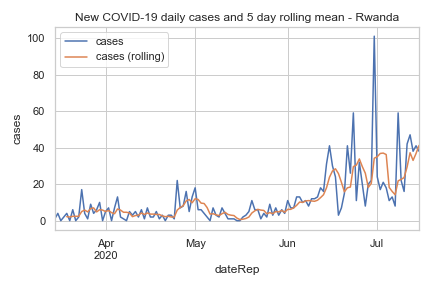 New COVID-19 daily cases and 5 day rolling mean - Rwanda
cases
cases (rolling)
100
80
60
40
20
0
cases
Apr
2020
May
Jun
Jul
dateRep